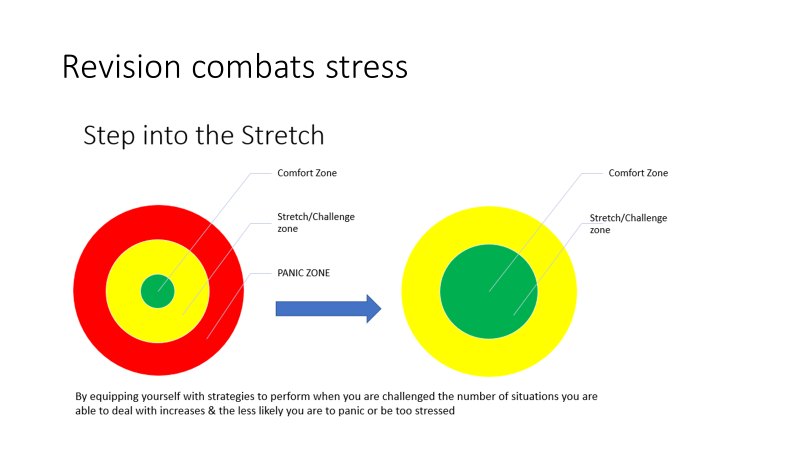 Revision combats stress
Step into the Stretch
Comfort Zone
Stretch/Challenge
zone
PANIC ZONE
Comfort Zone
Stretch/Challenge
zone
By equipping yourself with strategies to perform when you are challenged the number of situations you are
able to deal with increases & the less likely you are to panic or be too stressed